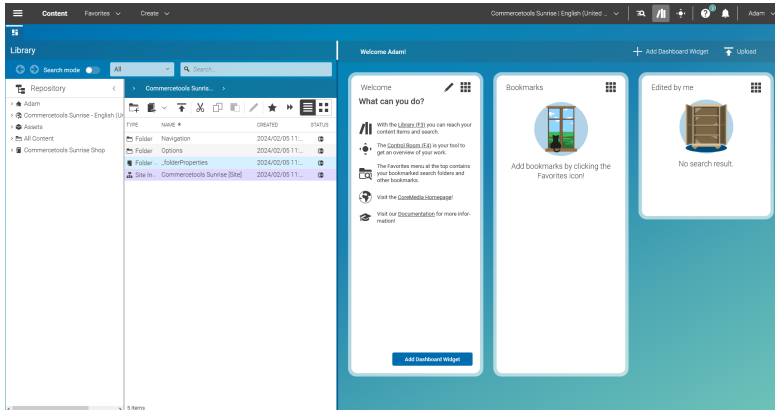 Content Favorites Create Commercetools Sunrise | English (United ... Adam
Library
Search mode All Search...
Repository
Adam
Commercetools Sunrise - English (Un
Assets
All Content
Commercetools Sunrise Shop
Commercetools Sunris...
TYPE NAME CREATED STATUS
Folder Navigation 2024/02/05 11:...
Folder Options 2024/02/05 11:...
Folder ... _folderProperties 2024/02/05 11:...
Site In... Commercetools Sunrise [Site] 2024/02/05 11:...
5 items
Welcome Adam! Add Dashboard Widget Upload
Welcome
What can you do?
With the Library (F3) you can reach your
content items and search.
The Control Room (F4) is your tool to
get an overview of your work.
The Favorites menu at the top contains
your bookmarked search folders and
other bookmarks.
Visit the CoreMedia Homepage!
Visit our Documentation for more infor-
mation!
Add Dashboard Widget
Bookmarks
Add bookmarks by clicking the
Favorites icon!
Edited by me
No search result.